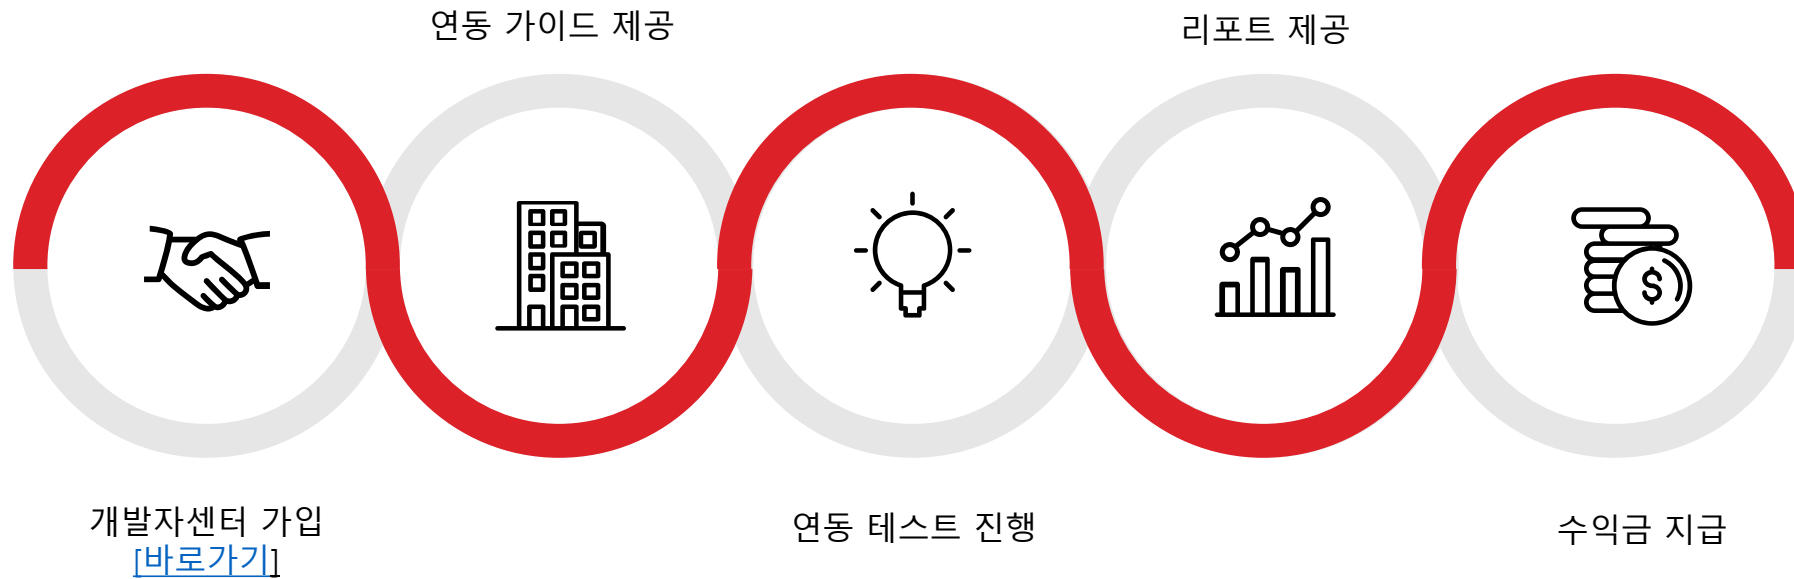 연동 가이드 제공
리포트 제공
$
개발자센터 가입
[바로가기]
연동 테스트 진행
수익금 지급